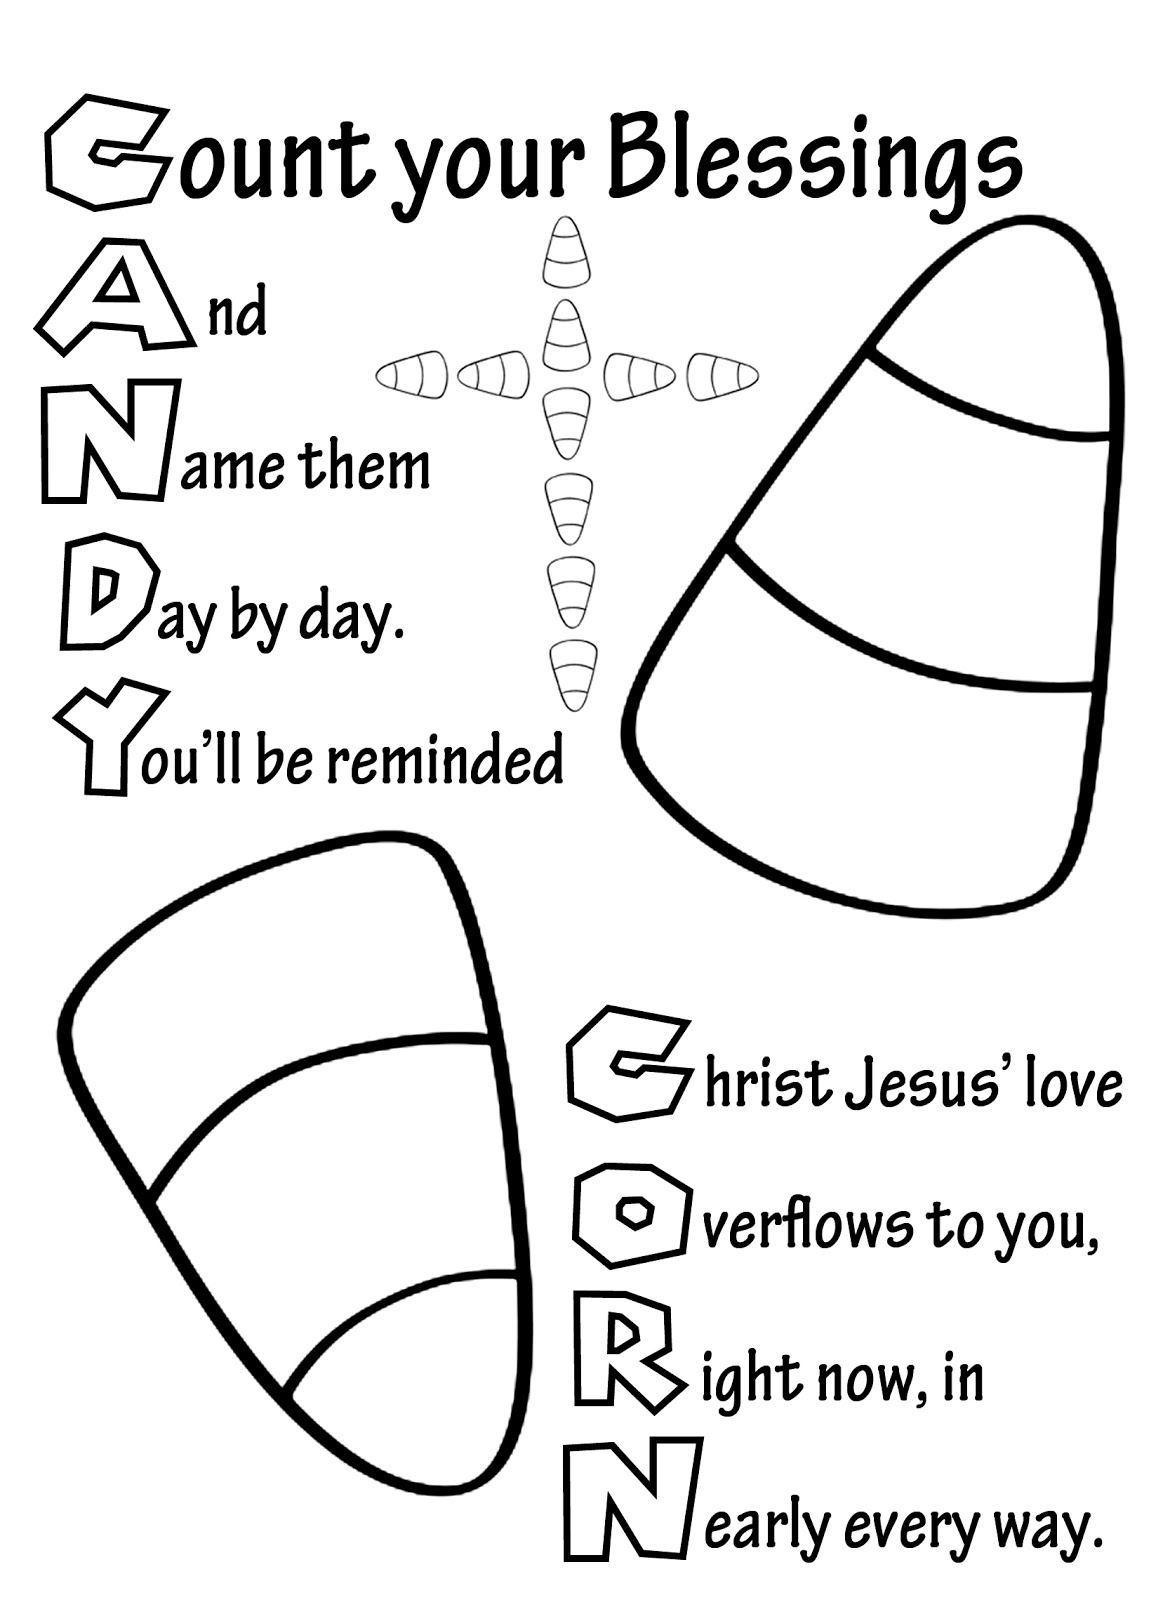 Count your Blessings
And
Name them
Day by day.
You'll be reminded
Christ Jesus' love
Overflows to you,
Right now, in
Nearly every way.